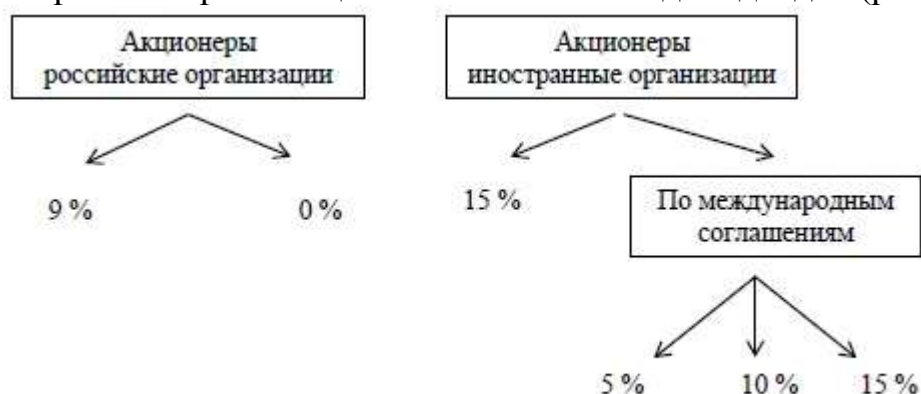 Акционеры
российские организации
Акционеры
иностранные организации
9 %
0 %
15 %
По международным
соглашениям
5 %
10 %
15 %